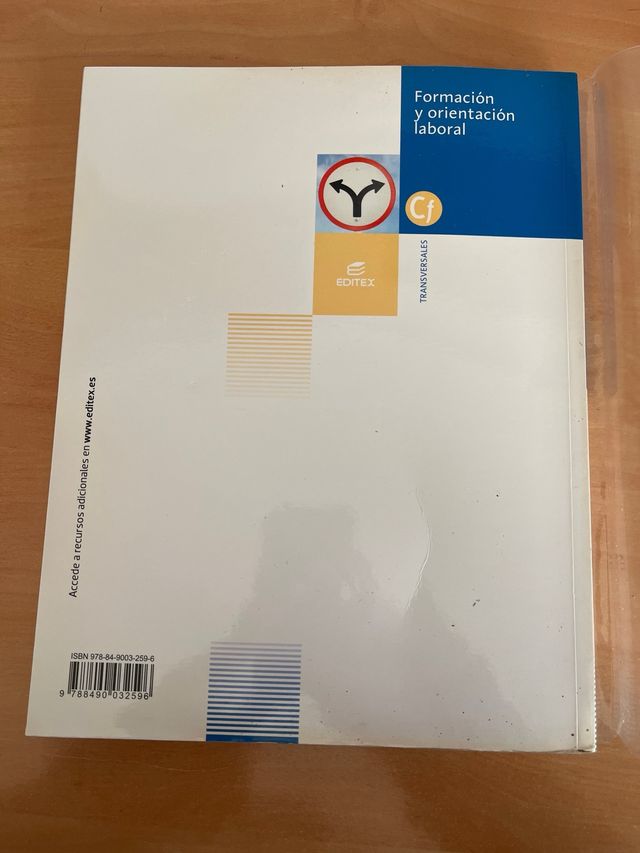 Formación
y orientación
laboral
Cf
EDITEX
TRANSVERSALES
Accede a recursos adicionales en www.editex.es
ISBN 978-84-9003-259-6
9 788490 032596